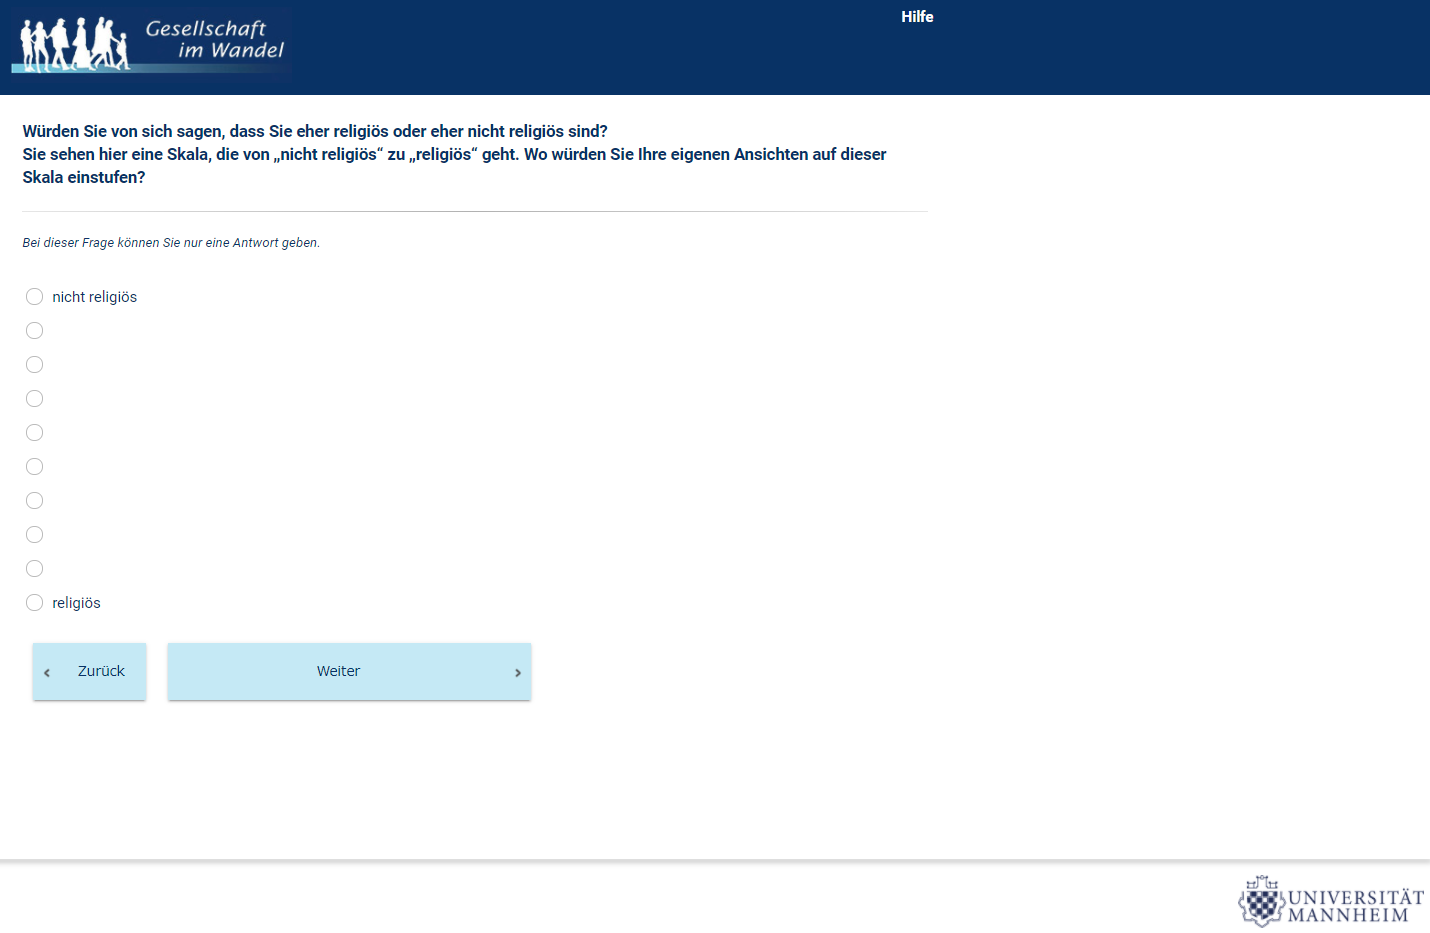 Gesellschaft
im Wandel
Hilfe
Würden Sie von sich sagen, dass Sie eher religiös oder eher nicht religiös sind?
Sie sehen hier eine Skala, die von „nicht religiös“ zu „religiös“ geht. Wo würden Sie Ihre eigenen Ansichten auf dieser
Skala einstufen?
Bei dieser Frage können Sie nur eine Antwort geben.
nicht religiös
religiös
Zurück
Weiter
UNIVERSITÄT
MANNHEIM